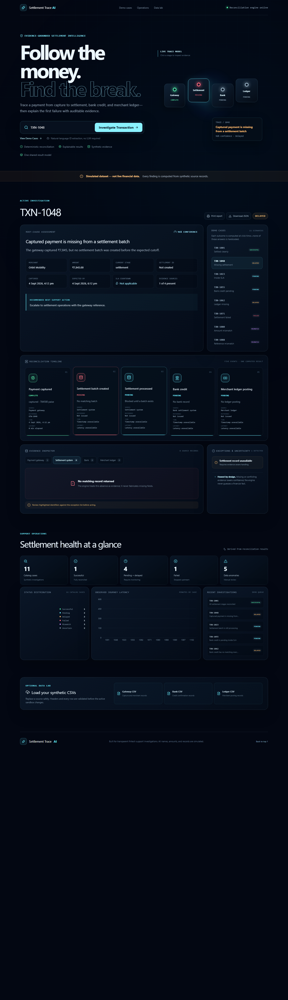 Settlement Trace AI
Demo cases
Operations
Data lab
Reconciliation engine online
EVIDENCE-GROUNDED SETTLEMENT INTELLIGENCE
Follow the
money.
Find the break.
Trace a payment from capture to settlement, bank credit, and merchant ledger—
then explain the first failure with auditable evidence.
TXN-1048
Investigate Transaction →
View Demo Cases ↓
Natural-language ID extraction, no LLM required
Deterministic reconciliation
Explainable results
Synthetic evidence
One shared result model
LIVE TRACE MODEL
Click a stage to inspect evidence
Gateway
COMPLETE
Settlement
MISSING
Bank
PENDING
Ledger
PENDING
TRACE / 1048
Captured payment is missing
from a settlement batch
96% confidence · Delayed
Simulated dataset — not live financial data. Every finding is computed from synthetic source records.
ACTIVE INVESTIGATION
TXN-1048
Print report
Download JSON
DELAYED
ROOT-CAUSE ASSESSMENT
96% CONFIDENCE
Captured payment is missing from a settlement batch
The gateway captured ₹7,845, but no settlement batch was created before the expected cutoff.
MERCHANT
Orbit Mobility
AMOUNT
₹7,845.00
CURRENT STAGE
settlement
SETTLEMENT ID
Not created
CAPTURED
4 Sept 2026, 4:12 pm
EXPECTED BY
4 Sept 2026, 6:12 pm
SLA COUNTDOWN
Not applicable
EVIDENCE SOURCES
1 of 4 present
RECOMMENDED NEXT SUPPORT ACTION
Escalate to settlement operations with the gateway reference.
DEMO CASES
11 SCENARIOS
Each outcome is computed at click time—none of
these answers is hardcoded.
TXN-1001
Settled cleanly
SUCCESSFUL
TXN-1048
Missing settlement
DELAYED
TXN-1023
Inside SLA
PENDING
TXN-1055
Bank credit pending
PENDING
TXN-1062
Ledger missing
DELAYED
TXN-1071
Settlement failed
FAILED
TXN-1080
Amount mismatch
MISMATCH
TXN-1088
Reference mismatch
MISMATCH
RECONCILIATION TIMELINE
FIVE EVENTS · ONE COMPUTED RESULT
01
Payment captured
COMPLETE
captured · 784500 paise
SOURCE
Payment gateway
REFERENCE
GTW-1048
TIME
4 Sept 2026, 4:12 pm
LATENCY
0 min elapsed
02
Settlement batch created
MISSING
No matching batch
SOURCE
Settlement system
REFERENCE
Not issued
TIME
Timestamp unavailable
LATENCY
Latency unavailable
03
Settlement processed
PENDING
Blocked until a batch exists
SOURCE
Settlement system
REFERENCE
Not issued
TIME
Timestamp unavailable
LATENCY
Latency unavailable
04
Bank credit
PENDING
No bank record
SOURCE
Bank settlement system
REFERENCE
Not issued
TIME
Timestamp unavailable
LATENCY
Latency unavailable
05
Merchant ledger posting
PENDING
No ledger posting
SOURCE
Merchant ledger
REFERENCE
Not issued
TIME
Timestamp unavailable
LATENCY
Latency unavailable
EVIDENCE INSPECTOR
0 SOURCE RECORDS
Payment gateway 1
Settlement system 0
Bank 0
Merchant ledger 0
No matching record returned
The engine treats this absence as evidence; it never fabricates missing fields.
Review highlighted identifiers against the exception list before acting.
EXCEPTIONS & UNCERTAINTY
1 DETECTED
Settlement record unavailable
Requires evidence-aware handling
Honest by design. Missing or conflicting
evidence lowers confidence; the engine
never guesses a financial fact.
SUPPORT OPERATIONS
Settlement health at a glance
Derived from reconciliation results
11
Catalog cases
Synthetic investigations
1
Successful
Fully reconciled
4
Pending + delayed
Require monitoring
1
Failed
Stopped upstream
5
Data anomalies
Manual review
STATUS DISTRIBUTION
11 CATALOG CASES
Successful 1
Pending 2
Delayed 2
Failed 1
Mismatch 3
Uncertain 2
OBSERVED JOURNEY LATENCY
MINUTES BY CASE
600
450
300
150
0
1001 1048 1023 1055 1062 1071 1080 1088 1090 1097 1102
RECENT INVESTIGATIONS
DEMO QUEUE
TXN-1001
All settlement stages reconciled
SUCCESSFUL
TXN-1048
Captured payment is missing from...
DELAYED
TXN-1023
Settlement batch is still processing
PENDING
TXN-1055
Bank credit is pending inside SLA
PENDING
TXN-1062
Bank credit has no matching merc...
DELAYED
OPTIONAL DATA LAB
Load your synthetic CSVs
Replace a source safely. Headers and every row are validated before the active
sandbox changes.
Gateway CSV
Capture and merchant records
Bank CSV
Credit confirmation records
Ledger CSV
Merchant posting records
Settlement Trace AI
Built for transparent fintech support investigations. All names, amounts, and records are simulated.
Back to top ↑